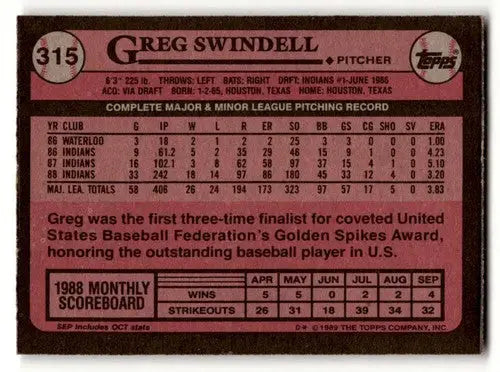 315
GREG SWINDELL
PITCHER
Topps
6'3" 225 lb. THROWS: LEFT BATS: RIGHT DRFT: INDIANS #1-JUNE 1986
ACQ: VIA DRAFT BORN: 1-2-65, HOUSTON, TEXAS HOME: HOUSTON, TEXAS
COMPLETE MAJOR & MINOR LEAGUE PITCHING RECORD
YR CLUB G IP W L R ER SO BB GS CG SHO SV ERA
86 WATERLOO 3 18 2 1 2 2 25 3 3 0 0 0 1.00
86 INDIANS 9 61.2 5 2 35 29 46 15 9 1 0 0 4.23
87 INDIANS 16 102.1 3 8 62 58 97 37 15 4 1 0 5.10
88 INDIANS 33 242 18 14 97 86 180 45 33 12 4 0 3.20
MAJ. LEA. TOTALS 58 406 26 24 194 173 323 97 57 17 5 0 3.83
Greg was the first three-time finalist for coveted United
States Baseball Federation's Golden Spikes Award,
honoring the outstanding baseball player in U.S.
1988 MONTHLY
SCOREBOARD
APR MAY JUN JUL AUG SEP
WINS 5 5 0 2 2 4
STRIKEOUTS 26 31 18 39 34 32
SEP includes OCT stats
D* © 1989 THE TOPPS COMPANY, INC.